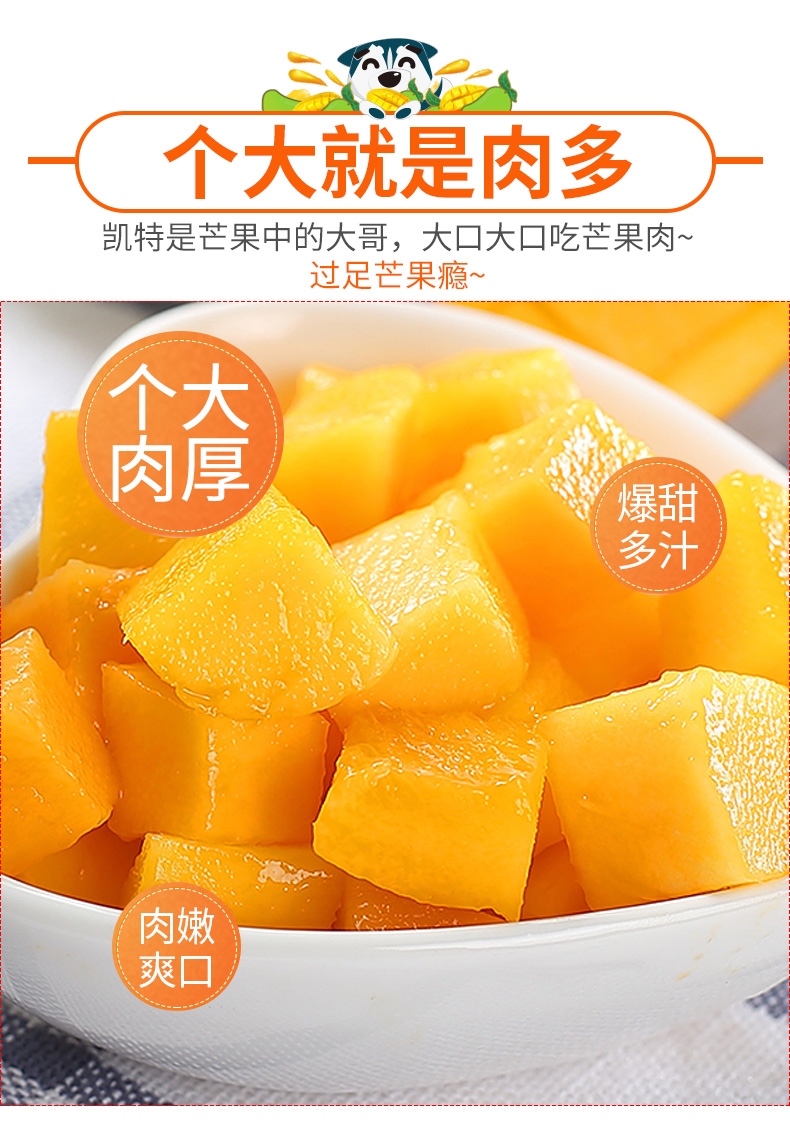 个大就是肉多
凯特是芒果中的大哥，大口大口吃芒果肉~
过足芒果瘾~
个大
肉厚
爆甜
多汁
肉嫩
爽口